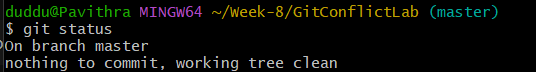 duddu@Pavithra MINGW64 ~/Week-8/GitConflictLab (master)
$ git status
On branch master
nothing to commit, working tree clean